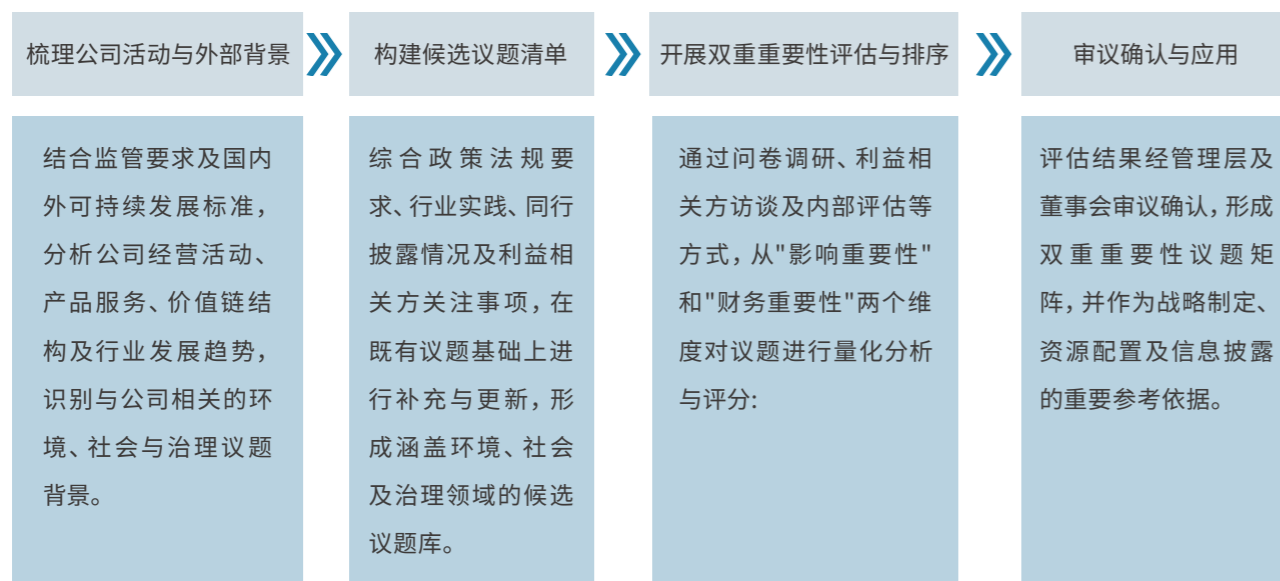 梳理公司活动与外部背景
构建候选议题清单
开展双重重要性评估与排序
审议确认与应用
结合监管要求及国内
外可持续发展标准，
分析公司经营活动、
产品服务、价值链结
构及行业发展趋势，
识别与公司相关的环
境、社会与治理议题
背景。
综合政策法规要
求、行业实践、同行
披露情况及利益相
关方关注事项，在
既有议题基础上进
行补充与更新，形
成涵盖环境、社会
及治理领域的候选
议题库。
通过问卷调研、利益相
关方访谈及内部评估等
方式，从"影响重要性"
和"财务重要性"两个维
度对议题进行量化分析
与评分:
评估结果经管理层及
董事会审议确认，形成
双重重要性议题矩
阵，并作为战略制定、
资源配置及信息披露
的重要参考依据。